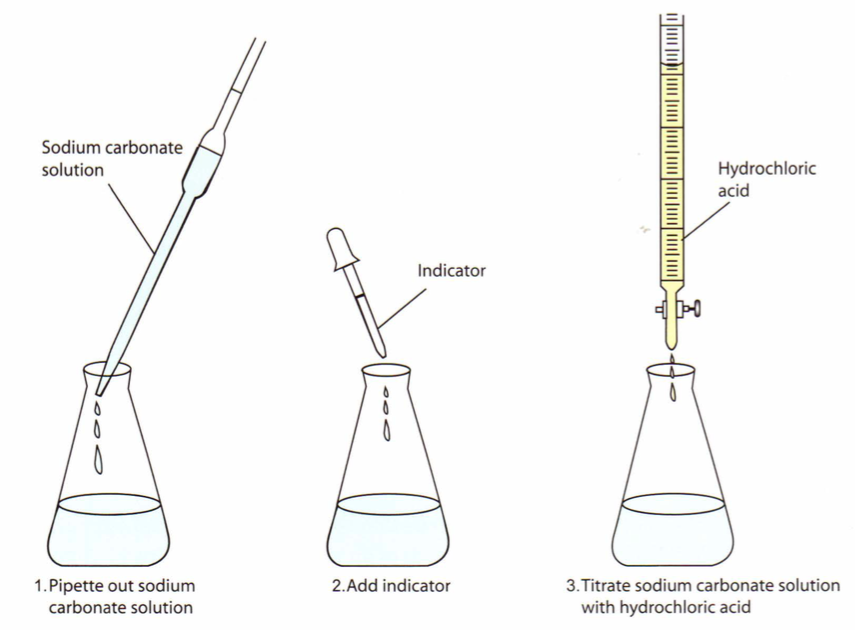 Sodium carbonate
solution
Indicator
Hydrochloric
acid
1.Pipette out sodium
carbonate solution
2.Add indicator
3.Titrate sodium carbonate solution
with hydrochloric acid